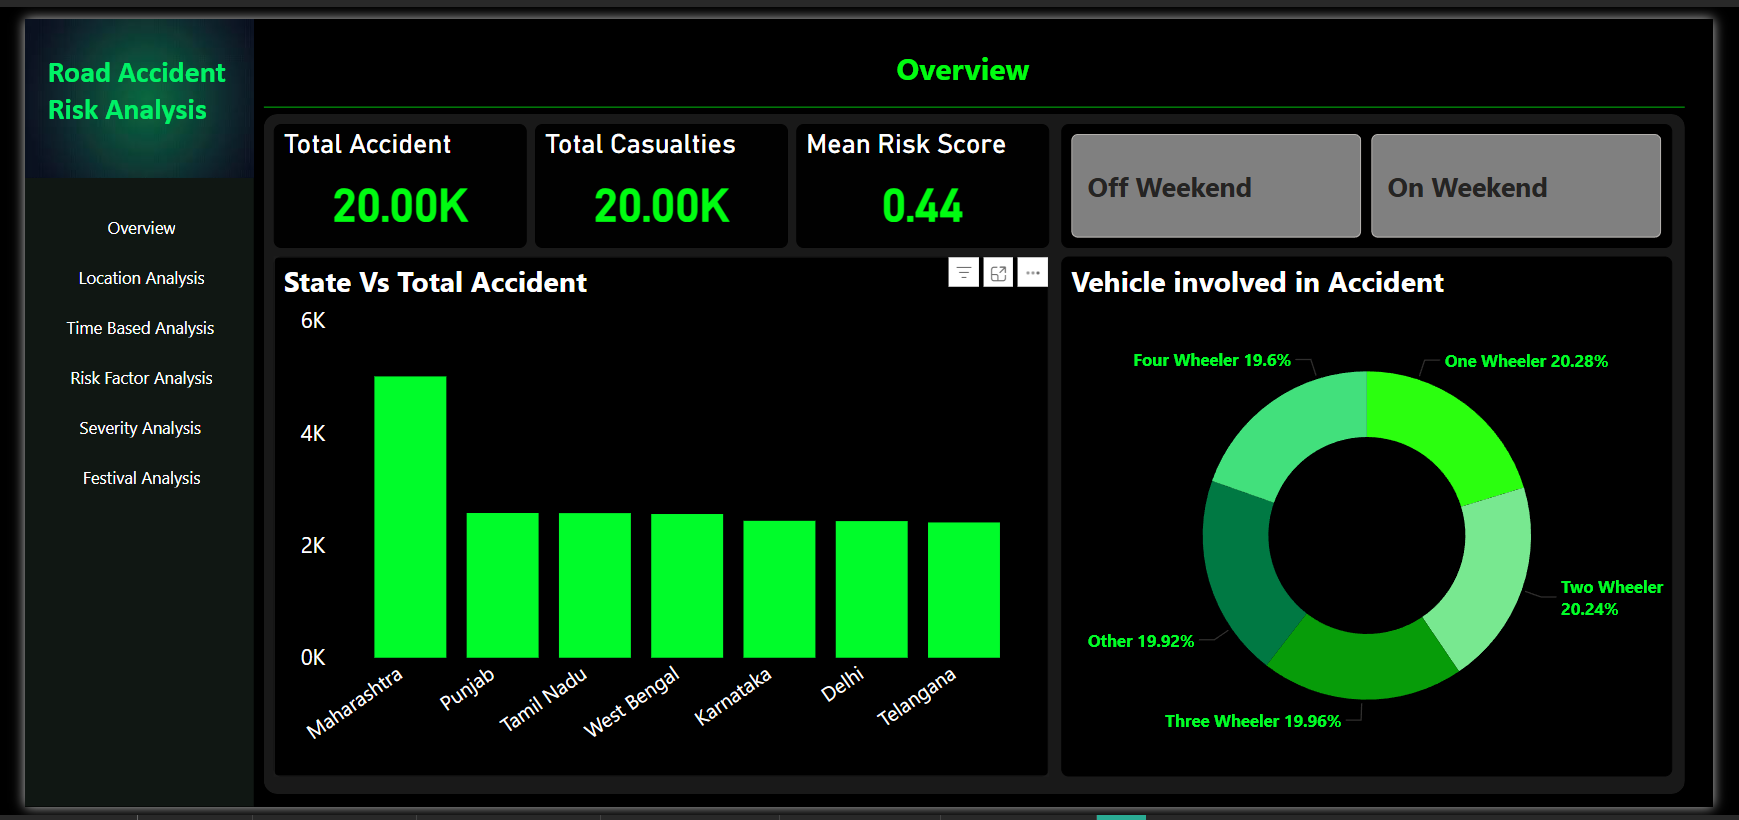 Road Accident
Risk Analysis
Overview
Location Analysis
Time Based Analysis
Risk Factor Analysis
Severity Analysis
Festival Analysis
Overview
Total Accident
20.00K
Total Casualties
20.00K
Mean Risk Score
0.44
Off Weekend
On Weekend
State Vs Total Accident
6K
4K
2K
0K
Maharashtra
Punjab
Tamil Nadu
West Bengal
Karnataka
Delhi
Telangana
Vehicle involved in Accident
Four Wheeler 19.6%
One Wheeler 20.28%
Two Wheeler
20.24%
Other 19.92%
Three Wheeler 19.96%